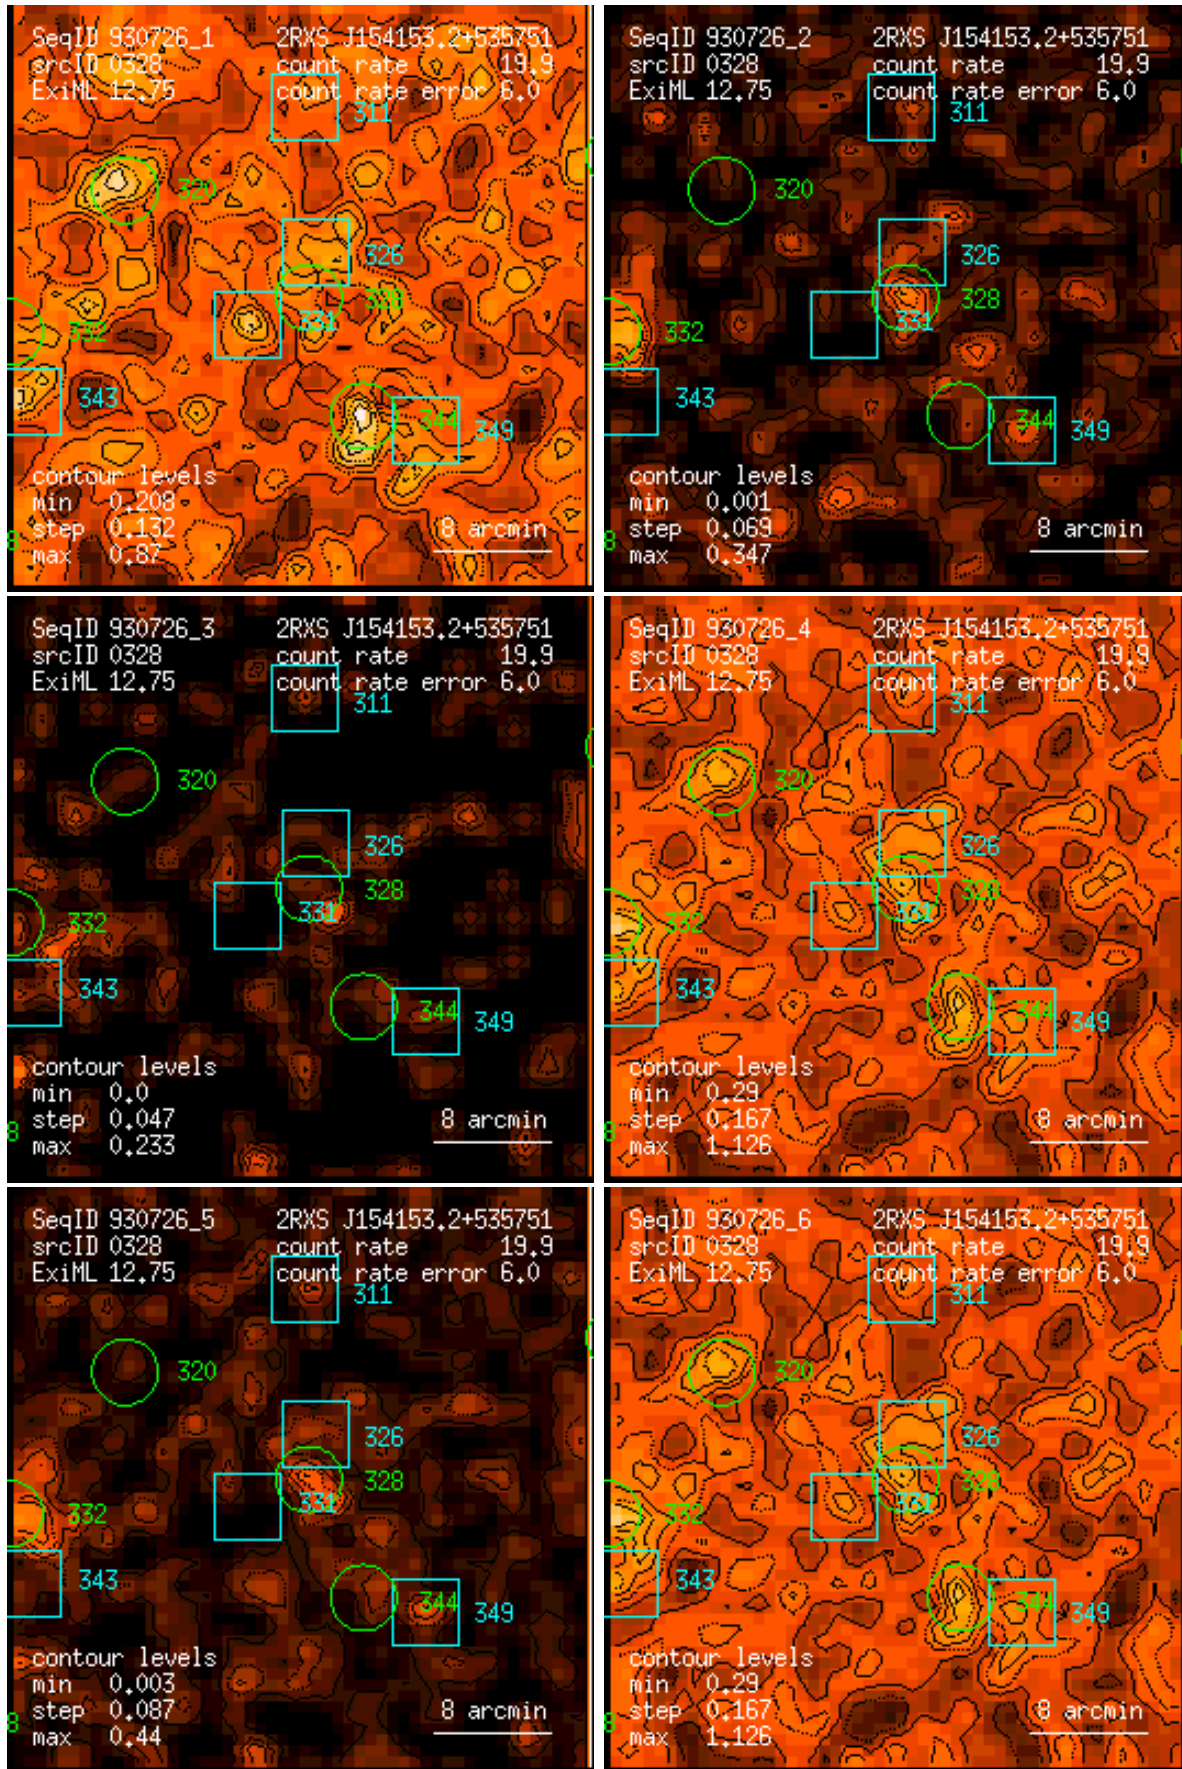 SeqID 930726_1 2RXS J154153.2+535751
srcID 0328 count rate 19.9
ExiML 12.75 count rate error 6.0
311
320
326
328
331
332
343
344
349
contour levels
min 0.208
step 0.132
max 0.87
8 arcmin
8
SeqID 930726_2 2RXS J154153.2+535751
srcID 0328 count rate 19.9
ExiML 12.75 count rate error 6.0
311
320
326
328
331
332
343
344
349
contour levels
min 0.001
step 0.069
max 0.347
8 arcmin
8
SeqID 930726_3 2RXS J154153.2+535751
srcID 0328 count rate 19.9
ExiML 12.75 count rate error 6.0
311
320
326
328
331
332
343
344
349
contour levels
min 0.0
step 0.047
max 0.233
8 arcmin
8
SeqID 930726_4 2RXS J154153.2+535751
srcID 0328 count rate 19.9
ExiML 12.75 count rate error 6.0
311
320
326
328
331
332
343
344
349
contour levels
min 0.29
step 0.167
max 1.126
8 arcmin
8
SeqID 930726_5 2RXS J154153.2+535751
srcID 0328 count rate 19.9
ExiML 12.75 count rate error 6.0
311
320
326
328
331
332
343
344
349
contour levels
min 0.003
step 0.087
max 0.44
8 arcmin
8
SeqID 930726_6 2RXS J154153.2+535751
srcID 0328 count rate 19.9
ExiML 12.75 count rate error 6.0
311
320
326
328
331
332
343
344
349
contour levels
min 0.29
step 0.167
max 1.126
8 arcmin
8